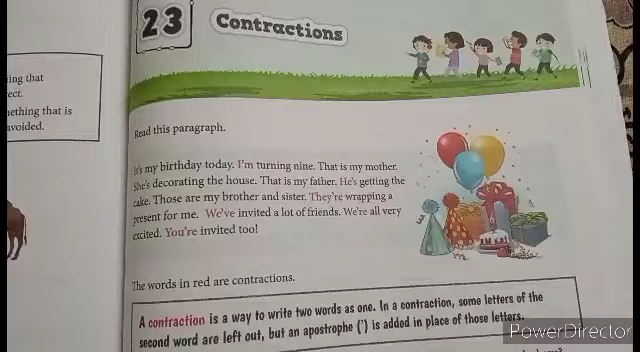 23
Contractions
ing that
ect.
ething that is
avoided.
Read this paragraph.
It's my birthday today. I'm turning nine. That is my mother.
She's decorating the house. That is my father. He's getting the
cake. Those are my brother and sister. They're wrapping a
present for me. We've invited a lot of friends. We're all very
excited. You're invited too!
The words in red are contractions.
A contraction is a way to write two words as one. In a contraction, some letters of the
second word are left out, but an apostrophe (') is added in place of those letters.
PowerDirector